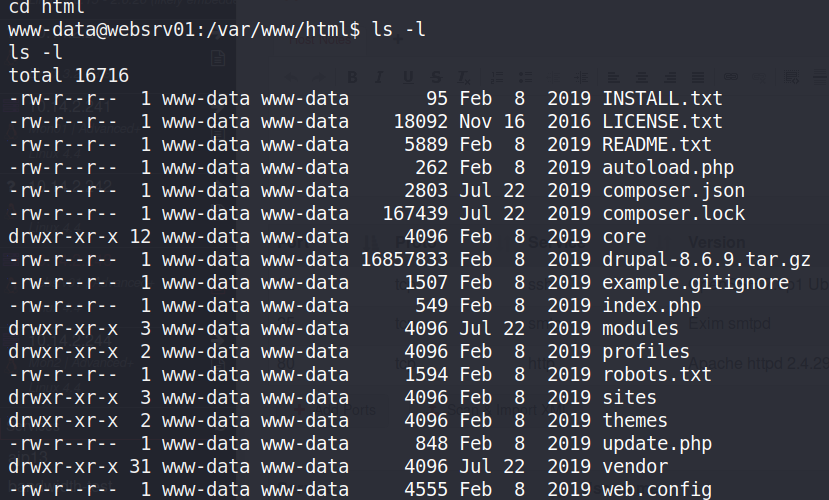 cd html
www-data@websrv01:/var/www/html$ ls -l
ls -l
total 16716
-rw-r--r--  1 www-data www-data       95 Feb  8  2019 INSTALL.txt
-rw-r--r--  1 www-data www-data    18092 Nov 16  2016 LICENSE.txt
-rw-r--r--  1 www-data www-data     5889 Feb  8  2019 README.txt
-rw-r--r--  1 www-data www-data      262 Feb  8  2019 autoload.php
-rw-r--r--  1 www-data www-data     2803 Jul 22  2019 composer.json
-rw-r--r--  1 www-data www-data   167439 Jul 22  2019 composer.lock
drwxr-xr-x 12 www-data www-data     4096 Feb  8  2019 core
-rw-r--r--  1 www-data www-data 16857833 Feb  8  2019 drupal-8.6.9.tar.gz
-rw-r--r--  1 www-data www-data     1507 Feb  8  2019 example.gitignore
-rw-r--r--  1 www-data www-data      549 Feb  8  2019 index.php
drwxr-xr-x  3 www-data www-data     4096 Jul 22  2019 modules
drwxr-xr-x  2 www-data www-data     4096 Feb  8  2019 profiles
-rw-r--r--  1 www-data www-data     1594 Feb  8  2019 robots.txt
drwxr-xr-x  3 www-data www-data     4096 Feb  8  2019 sites
drwxr-xr-x  2 www-data www-data     4096 Feb  8  2019 themes
-rw-r--r--  1 www-data www-data      848 Feb  8  2019 update.php
drwxr-xr-x 31 www-data www-data     4096 Jul 22  2019 vendor
-rw-r--r--  1 www-data www-data     4555 Feb  8  2019 web.config
Version
Exim smtpd
Apache httpd 2.4.29
Ports